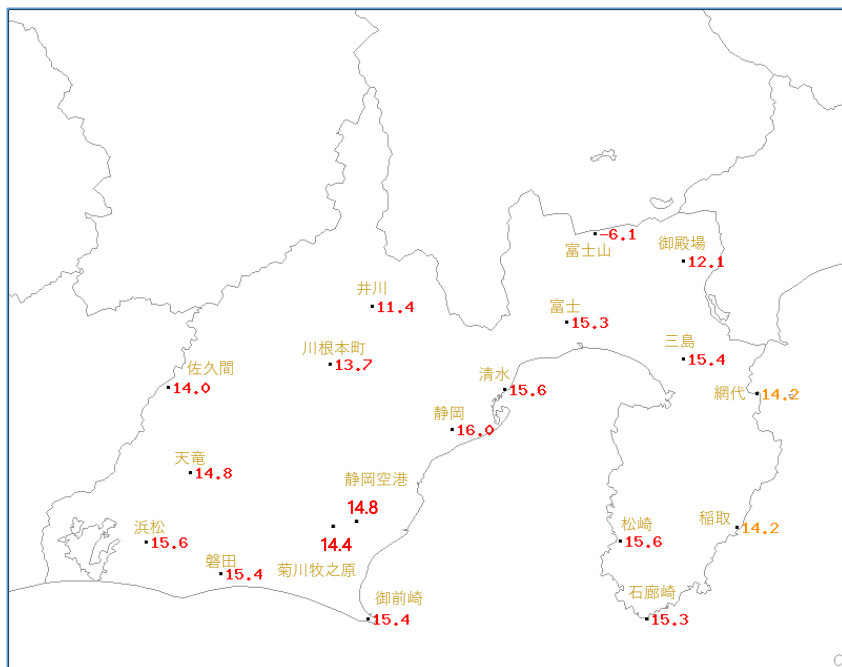 -6.1
富士山
御殿場
12.1
井川
11.4
富士
15.3
川根本町
13.7
三島
15.4
佐久間
14.0
清水
15.6
網代
14.2
静岡
16.0
天竜
14.8
静岡空港
14.8
浜松
15.6
14.4
菊川牧之原
松崎
15.6
稲取
14.2
磐田
15.4
御前崎
15.4
石廊崎
15.3